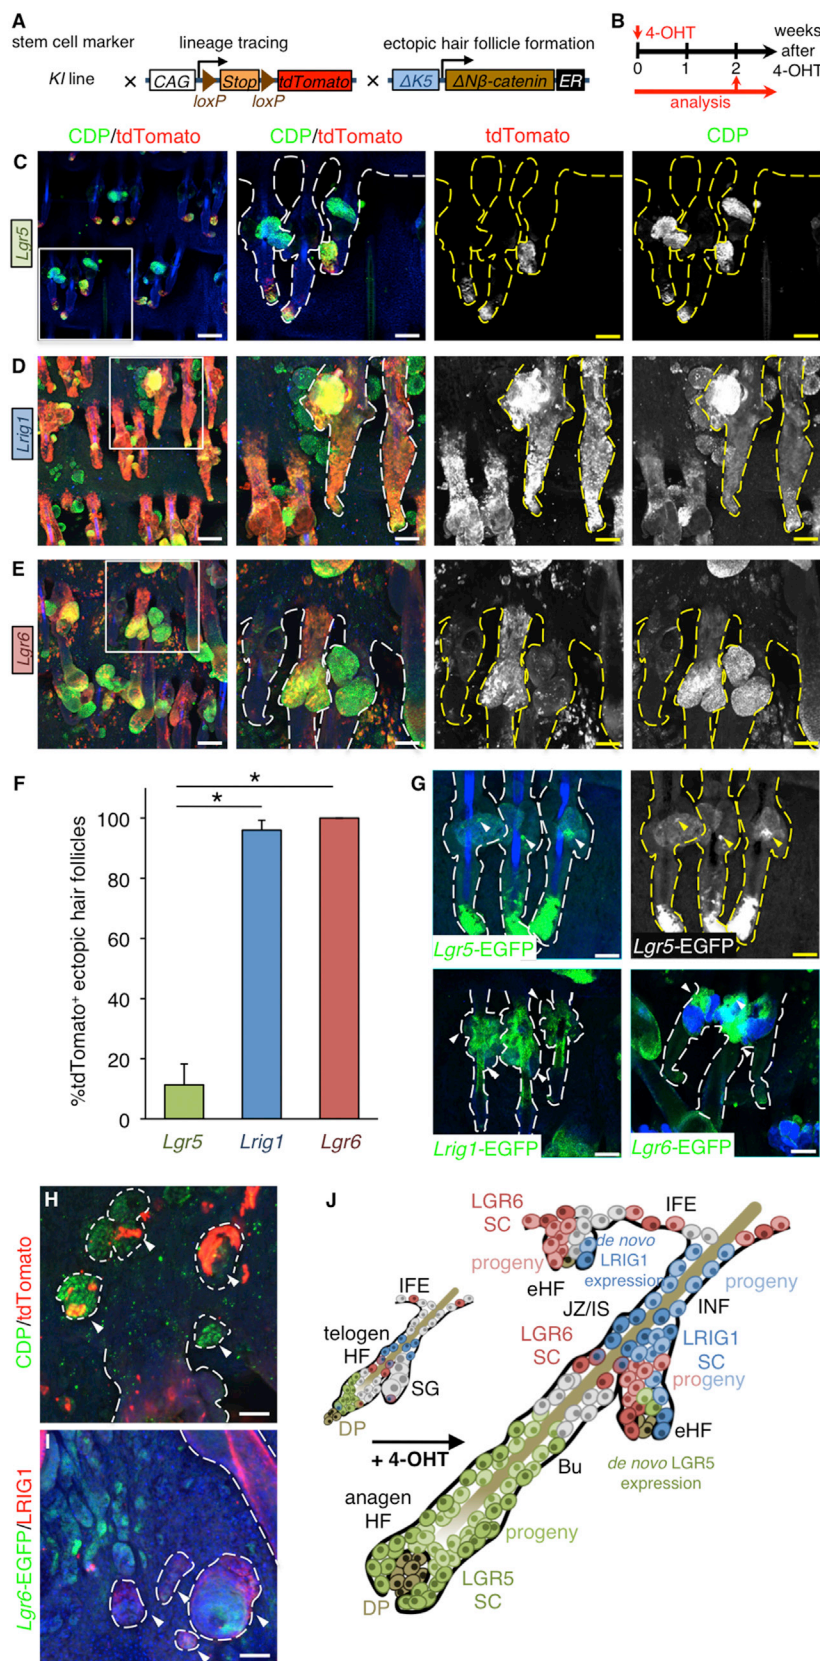 A
stem cell marker
lineage tracing
ectopic hair follicle formation
KI line
×
CAG
Stop
tdTomato
×
ΔK5
ΔNβ-catenin
ER
loxP
loxP
B
4-OHT
weeks
after
4-OHT
0
1
2
analysis
CDP/tdTomato
CDP/tdTomato
tdTomato
CDP
C
Lgr5
D
Lrig1
E
Lgr6
F
%tdTomato+ ectopic hair follicles
100
80
60
40
20
0
*
*
Lgr5
Lrig1
Lgr6
G
Lgr5-EGFP
Lgr5-EGFP
Lrig1-EGFP
Lgr6-EGFP
H
CDP/tdTomato
I
Lgr6-EGFP/LRIG1
J
LGR6
SC
IFE
progeny
de novo
LRIG1
expression
eHF
progeny
IFE
JZ/IS
INF
telogen
HF
LGR6
SC
LRIG1
SC
SG
progeny
DP
eHF
+ 4-OHT
Bu
de novo LGR5
expression
anagen
HF
progeny
DP
LGR5
SC